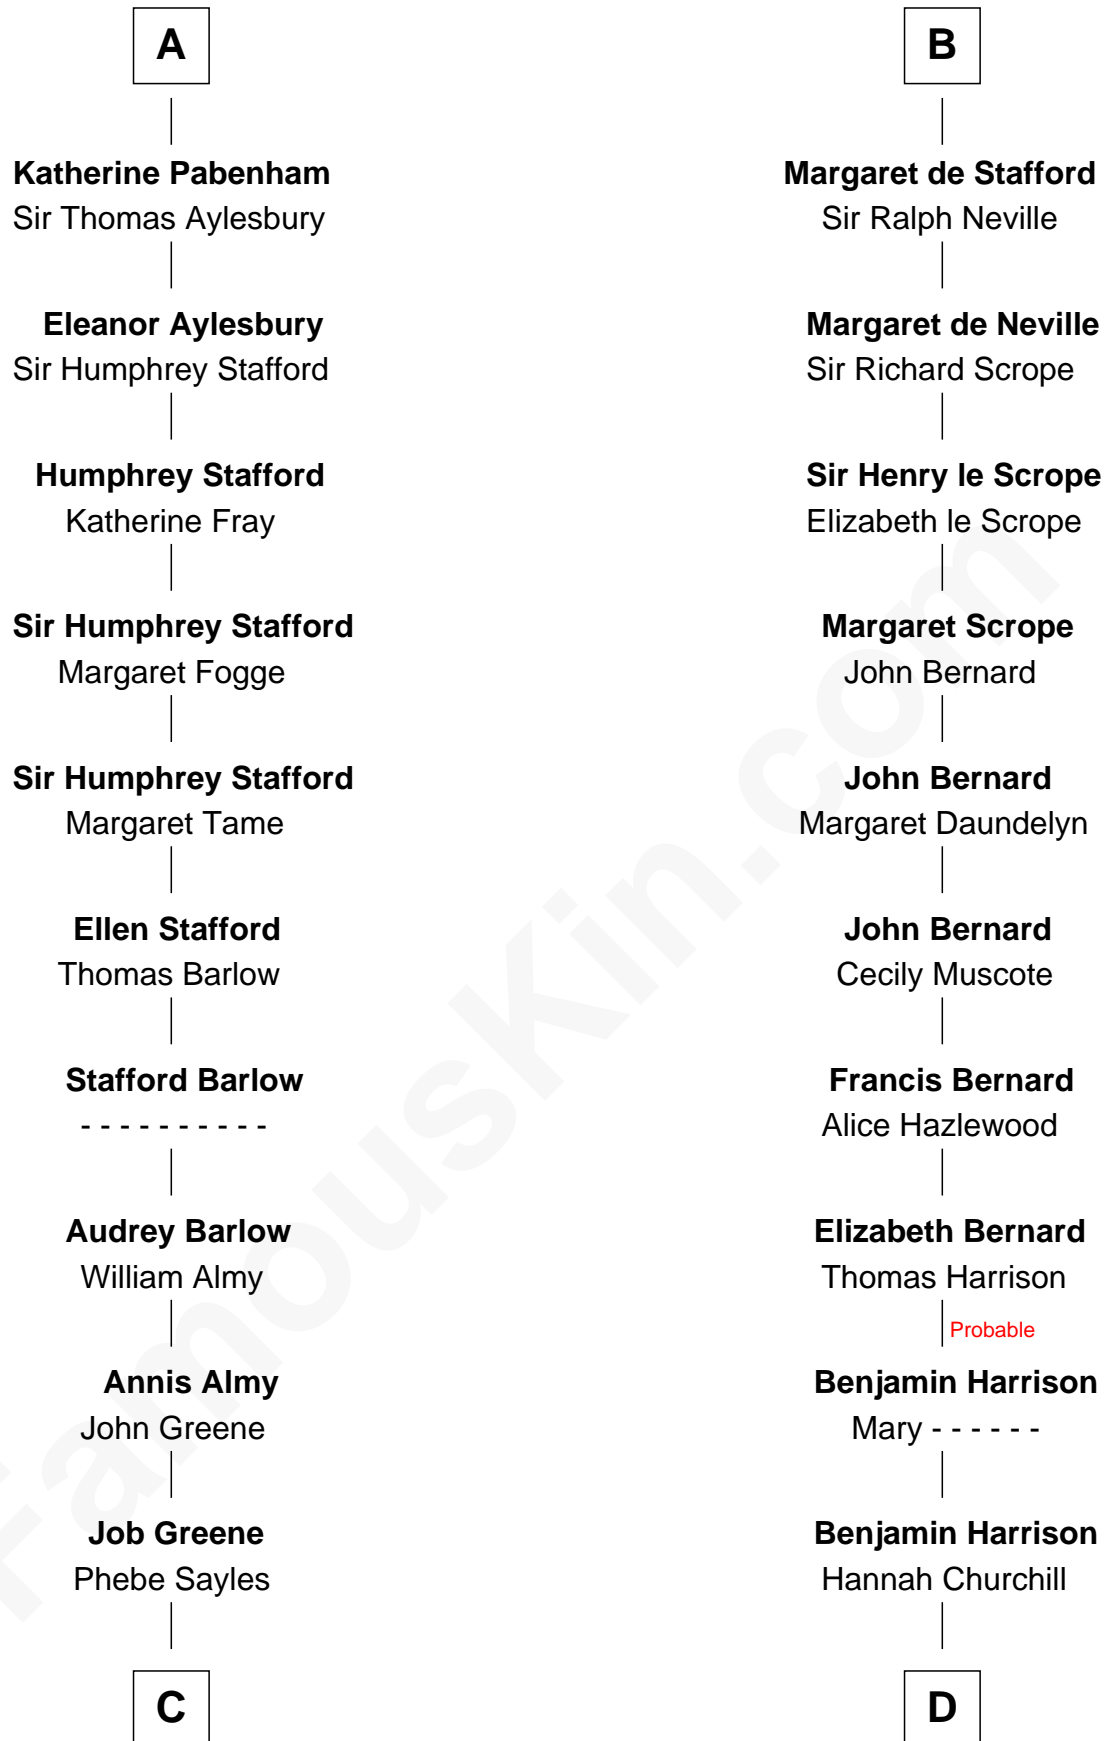 A
Katherine Pabenham
Sir Thomas Aylesbury
Eleanor Aylesbury
Sir Humphrey Stafford
Humphrey Stafford
Katherine Fray
Sir Humphrey Stafford
Margaret Fogge
Sir Humphrey Stafford
Margaret Tame
Ellen Stafford
Thomas Barlow
Stafford Barlow
- - - - - - - - - -
Audrey Barlow
William Almy
Annis Almy
John Greene
Job Greene
Phebe Sayles
C
B
Margaret de Stafford
Sir Ralph Neville
Margaret de Neville
Sir Richard Scrope
Sir Henry le Scrope
Elizabeth le Scrope
Margaret Scrope
John Bernard
John Bernard
Margaret Daundelyn
John Bernard
Cecily Muscote
Francis Bernard
Alice Hazlewood
Elizabeth Bernard
Thomas Harrison
Probable
Benjamin Harrison
Mary - - - - - -
Benjamin Harrison
Hannah Churchill
D
FamousKin.com